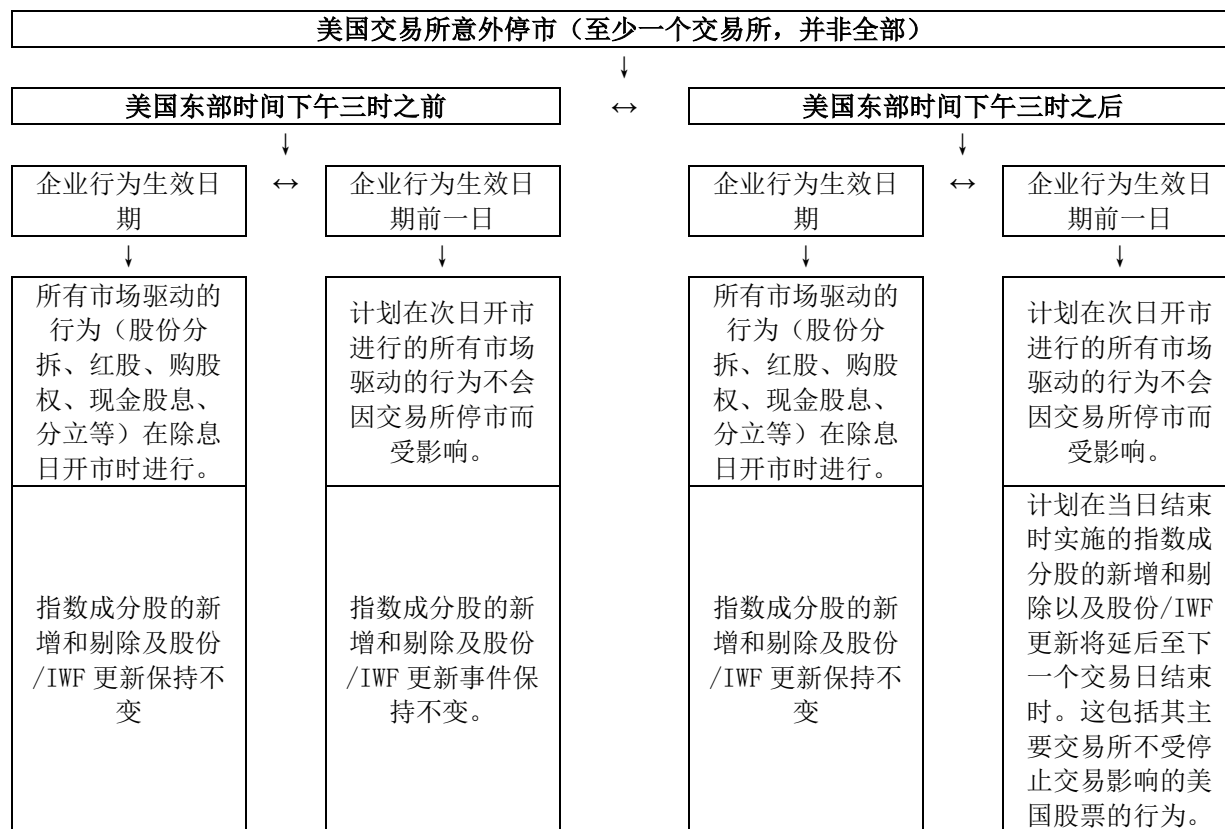 美国交易所意外停市（至少一个交易所，并非全部）
↓
美国东部时间下午三时之前
↔
美国东部时间下午三时之后
↓
↓
企业行为生效日
期
↔
企业行为生效日
期前一日
企业行为生效日
期
↔
企业行为生效日
期前一日
↓
↓
↓
↓
所有市场驱动的
行为（股份分
拆、红股、购股
权、现金股息、
分立等）在除息
日开市时进行。
计划在次日开市
进行的所有市场
驱动的行为不会
因交易所停市而
受影响。
所有市场驱动的
行为（股份分
拆、红股、购股
权、现金股息、
分立等）在除息
日开市时进行。
计划在次日开市
进行的所有市场
驱动的行为不会
因交易所停市而
受影响。
指数成分股的新
增和剔除及股份
/IWF 更新保持不
变
指数成分股的新
增和剔除及股份
/IWF 更新事件保
持不变。
指数成分股的新
增和剔除及股份
/IWF 更新保持不
变
计划在当日结束
时实施的指数成
分股的新增和剔
除以及股份/IWF
更新将延后至下
一个交易日结束
时。这包括其主
要交易所不受停
止交易影响的美
国股票的行为。